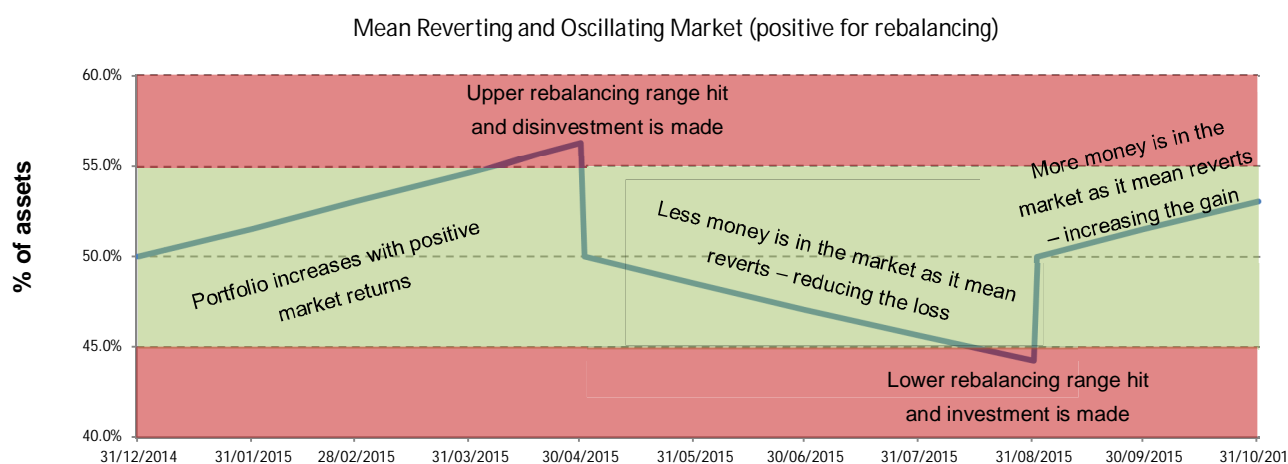 Mean Reverting and Oscillating Market (positive for rebalancing)
60.0%
55.0%
50.0%
45.0%
40.0%
% of assets
Upper rebalancing range hit
and disinvestment is made
Portfolio increases with positive
market returns
Less money is in the market as it mean
reverts – reducing the loss
More money is in the
market as it mean reverts
– increasing the gain
Lower rebalancing range hit
and investment is made
31/12/2014
31/01/2015
28/02/2015
31/03/2015
30/04/2015
31/05/2015
30/06/2015
31/07/2015
31/08/2015
30/09/2015